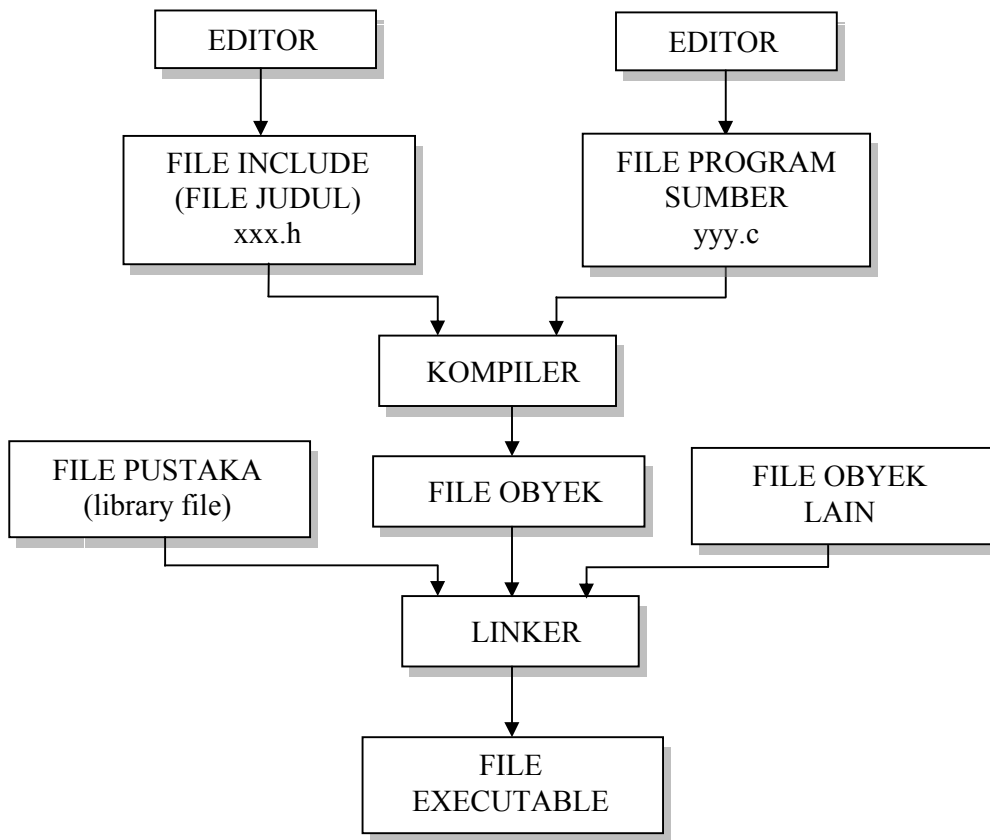 EDITOR
EDITOR
FILE INCLUDE
(FILE JUDUL)
xxx.h
FILE PROGRAM
SUMBER
yyy.c
KOMPILER
FILE PUSTAKA
(library file)
FILE OBYEK
FILE OBYEK
LAIN
LINKER
FILE
EXECUTABLE